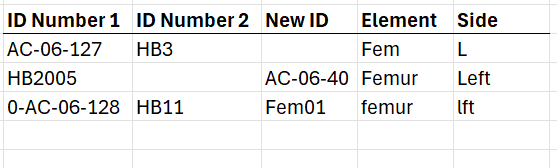 ID Number 1 ID Number 2 New ID Element Side
AC-06-127 HB3 Fem L
HB2005 AC-06-40 Femur Left
0-AC-06-128 HB11 Fem01 femur lft